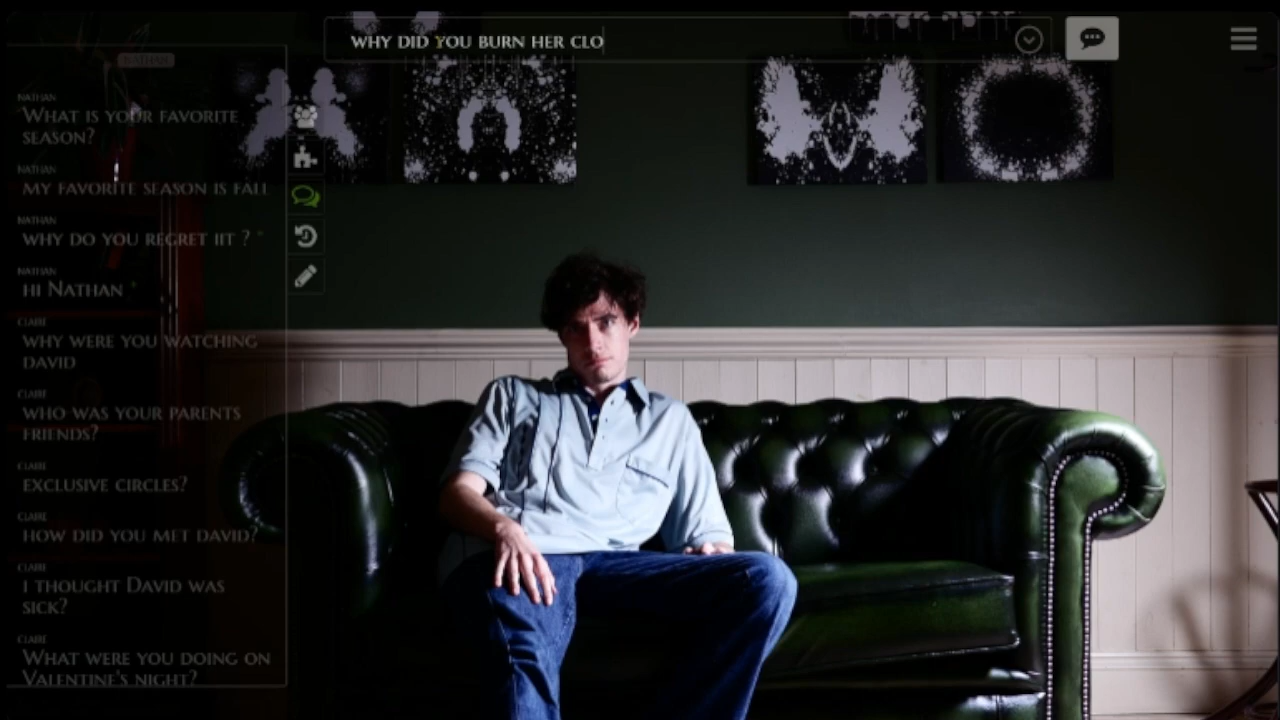 WHY DID YOU BURN HER CLO
NATHAN
NATHAN
WHAT IS YOUR FAVORITE
SEASON?
NATHAN
MY FAVORITE SEASON IS FALL
NATHAN
WHY DO YOU REGRET IIT ? *
NATHAN
HI NATHAN *
CLAIRE
WHY WERE YOU WATCHING
DAVID
CLAIRE
WHO WAS YOUR PARENTS
FRIENDS?
CLAIRE
EXCLUSIVE CIRCLES?
CLAIRE
HOW DID YOU MET DAVID?
CLAIRE
I THOUGHT DAVID WAS
SICK?
CLAIRE
WHAT WERE YOU DOING ON
VALENTINE'S NIGHT?